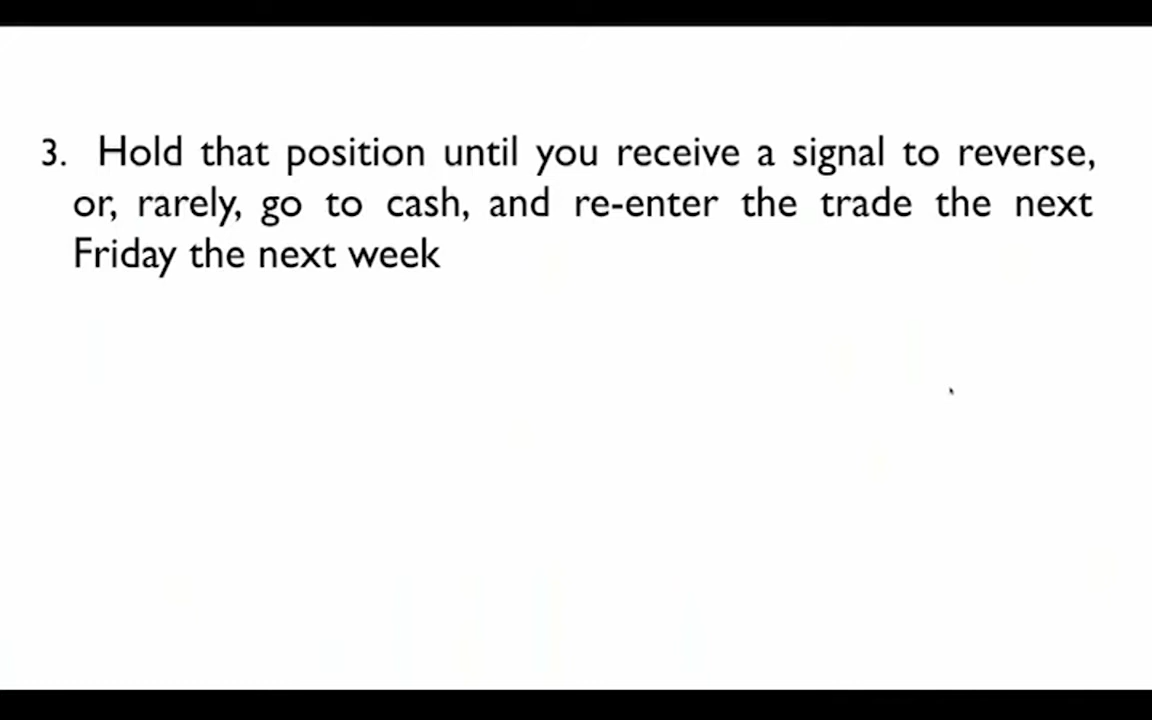 3. Hold that position until you receive a signal to reverse,
or, rarely, go to cash, and re-enter the trade the next
Friday the next week